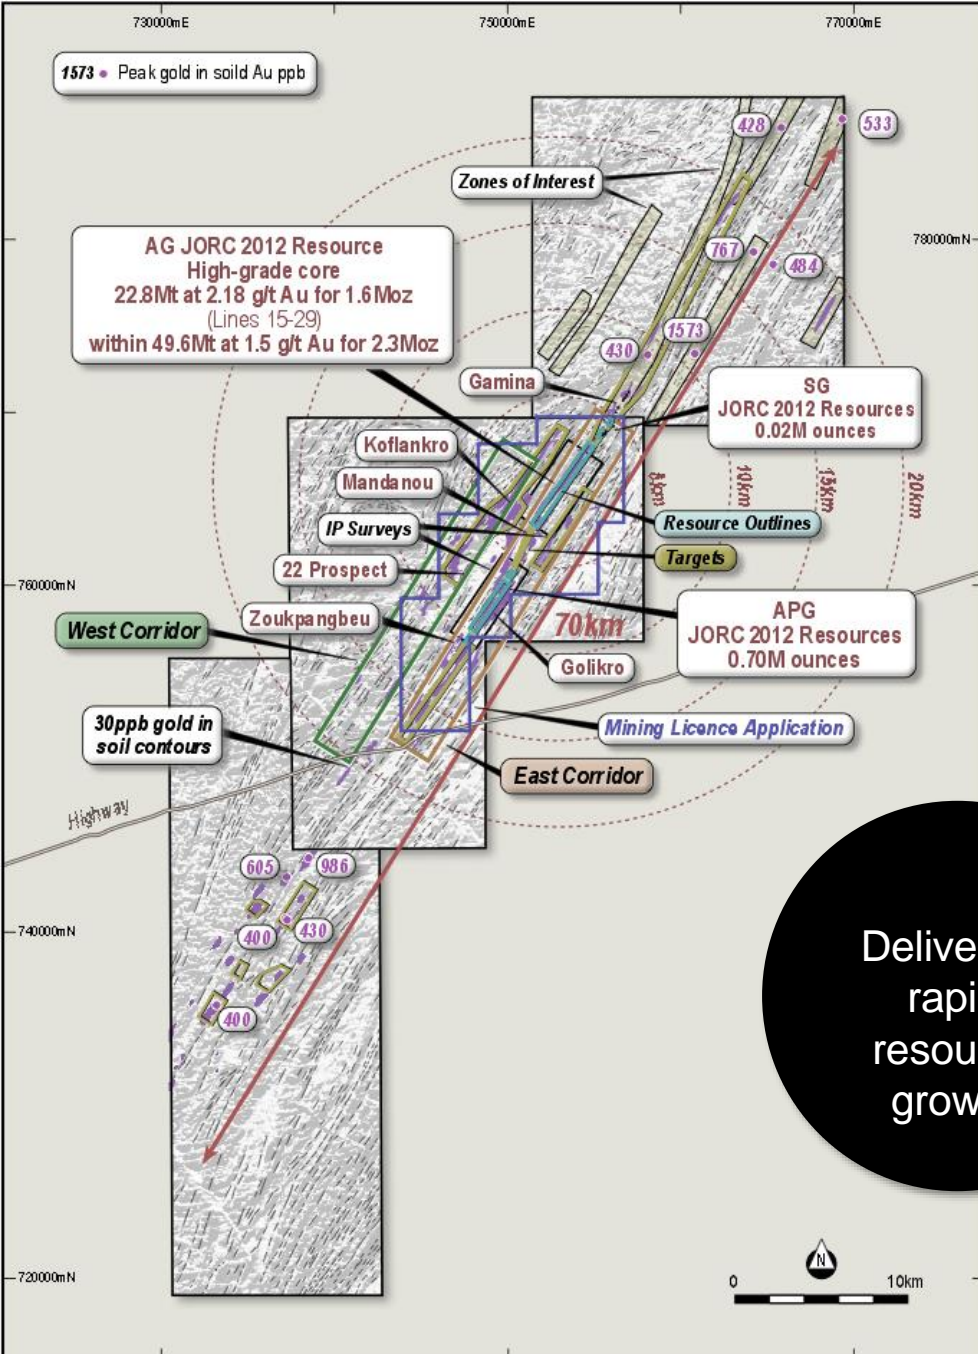 730000mE
750000mE
770000mE
1573 Peak gold in soild Au ppb
428
533
Zones of Interest
780000mN
AG JORC 2012 Resource
High-grade core
22.8Mt at 2.18 g/t Au for 1.6Moz
(Lines 15-29)
within 49.6Mt at 1.5 g/t Au for 2.3Moz
767
484
1573
430
Gamina
SG
JORC 2012 Resources
0.02M ounces
Koflankro
Mandanou
IP Surveys
22 Prospect
Zoukpangbeu
10km
15km
20km
Resource Outlines
Targets
760000mN
70km
APG
JORC 2012 Resources
0.70M ounces
West Corridor
Golikro
30ppb gold in
soil contours
Mining Licence Application
East Corridor
Highway
605
986
400
430
740000mN
400
Delive
rapi
resou
grow
N
0
10km
720000mN